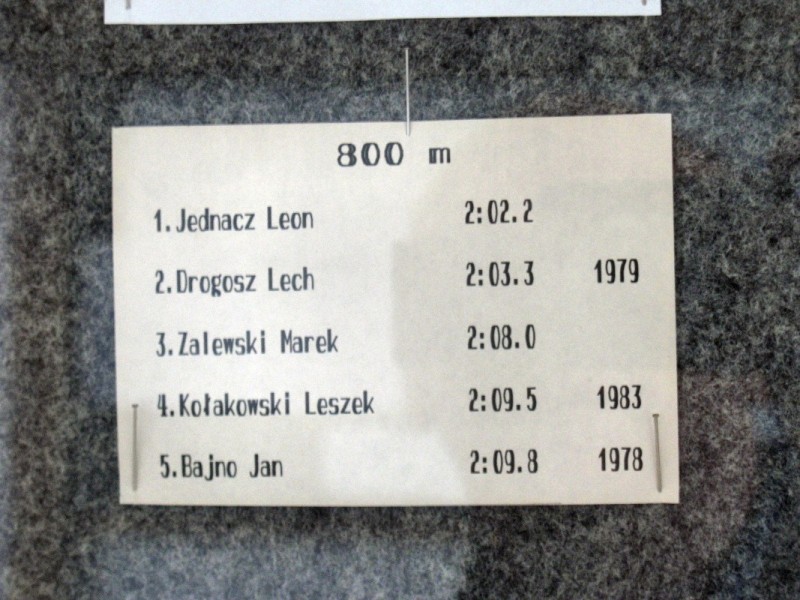 800 m
1. Jednacz Leon 2:02.2
2. Drogosz Lech 2:03.3 1979
3. Zalewski Marek 2:08.0
4. Kołakowski Leszek 2:09.5 1983
5. Bajno Jan 2:09.8 1978